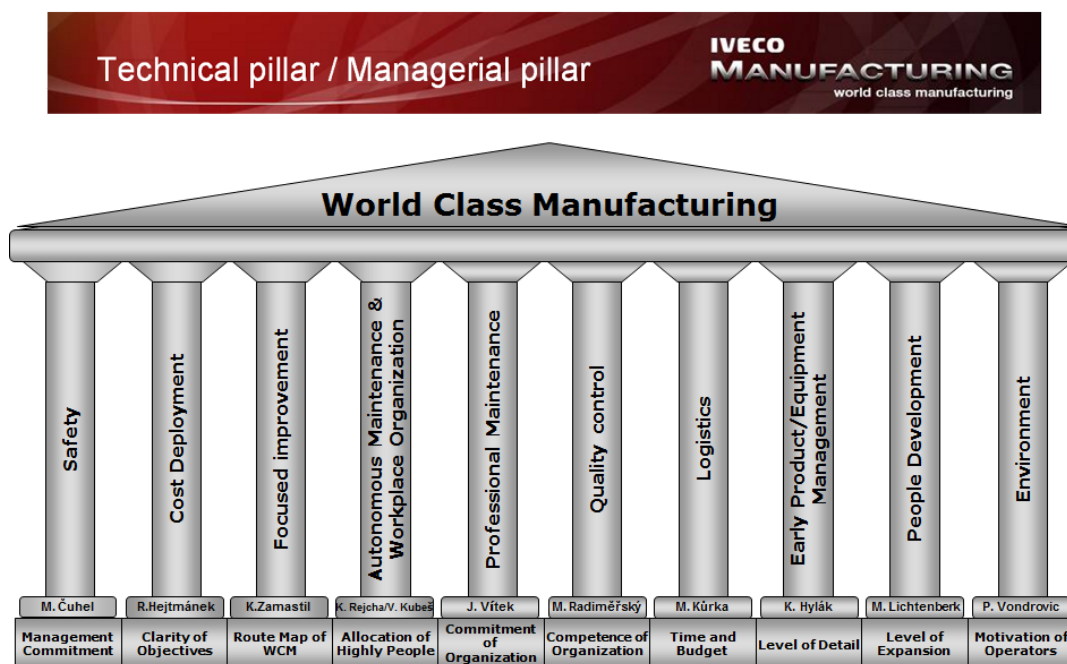 Technical pillar / Managerial pillar
IVECO
MANUFACTURING
world class manufacturing
World Class Manufacturing
Safety
Cost Deployment
Focused improvement
Autonomous Maintenance &
Workplace Organization
Professional Maintenance
Quality control
Logistics
Early Product/Equipment
Management
People Development
Environment
M. Čuhel
R.Hejtmánek
K.Zamastil
K. Rejcha/V. Kubeš
J. Vítek
M. Radiměřský
M. Kůrka
K. Hylák
M. Lichtenberk
P. Vondrovic
Management
Commitment
Clarity of
Objectives
Route Map of
WCM
Allocation of
Highly People
Commitment
of
Organization
Competence of
Organization
Time and
Budget
Level of Detail
Level of
Expansion
Motivation of
Operators